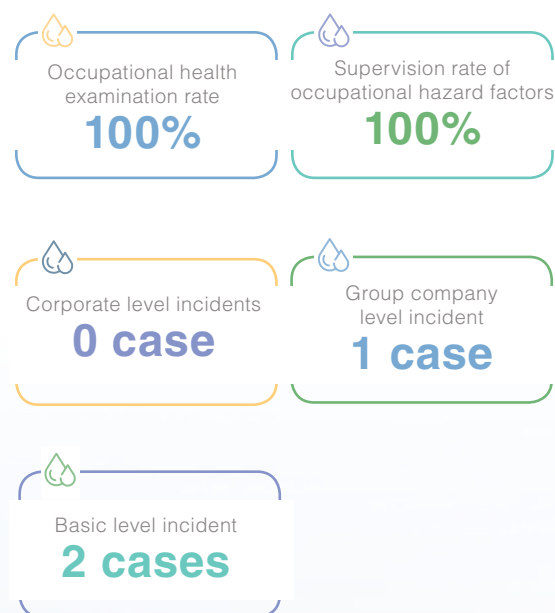 Occupational health
examination rate
100%
Supervision rate of
occupational hazard factors
100%
Corporate level incidents
0 case
Group company
level incident
1 case
Basic level incident
2 cases